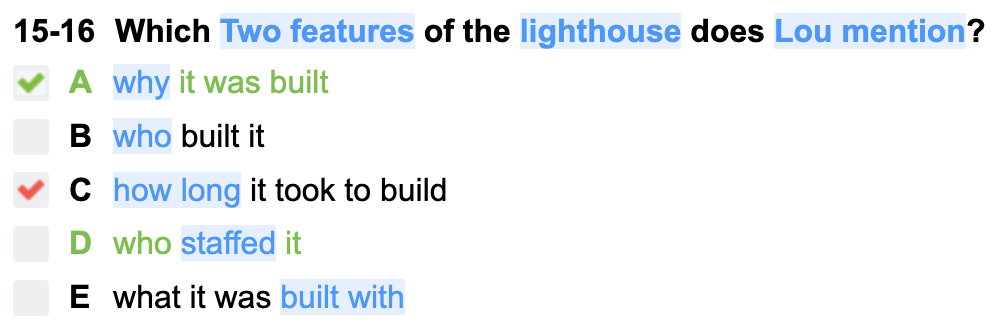 15-16 Which Two features of the lighthouse does Lou mention?
A why it was built
B who built it
C how long it took to build
D who staffed it
E what it was built with